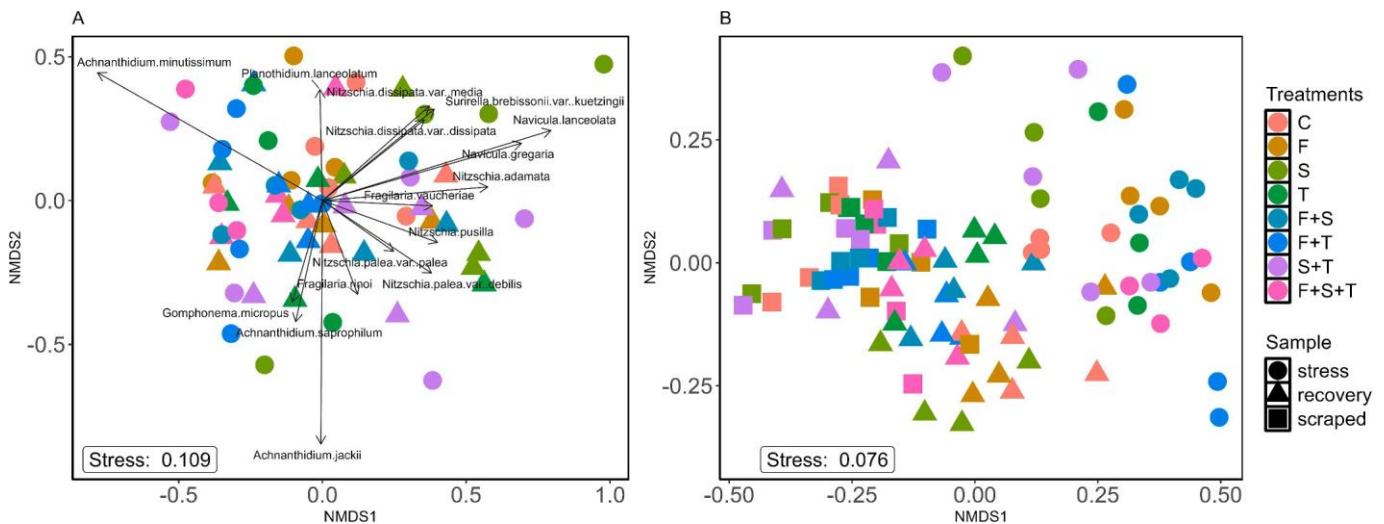 A
B
0.5
0.0
-0.5
NMDS2
Achnanthidium.minutissimum
Planothidium.lanceolatum
Nitzschia.dissipata.var..media
Surirella.brebissonii.var..kuetzingii
Nitzschia.dissipata.var..dissipata
Navicula.lanceolata
Navicula.gregaria
Nitzschia.adamata
Fragilaria.vaucheriae
Nitzschia.pusilla
Nitzschia.palea.var..palea
Fragilaria.rinoi
Nitzschia.palea.var..debilis
Gomphonema.micropus
Achnanthidium.saprophilum
Achnanthidium.jackii
Stress: 0.109
-0.5 0.0 0.5 1.0
NMDS1
0.25
0.00
-0.25
NMDS2
Stress: 0.076
-0.50 -0.25 0.00 0.25 0.50
NMDS1
Treatments
C
F
S
T
F+S
F+T
S+T
F+S+T
Sample
stress
recovery
scraped